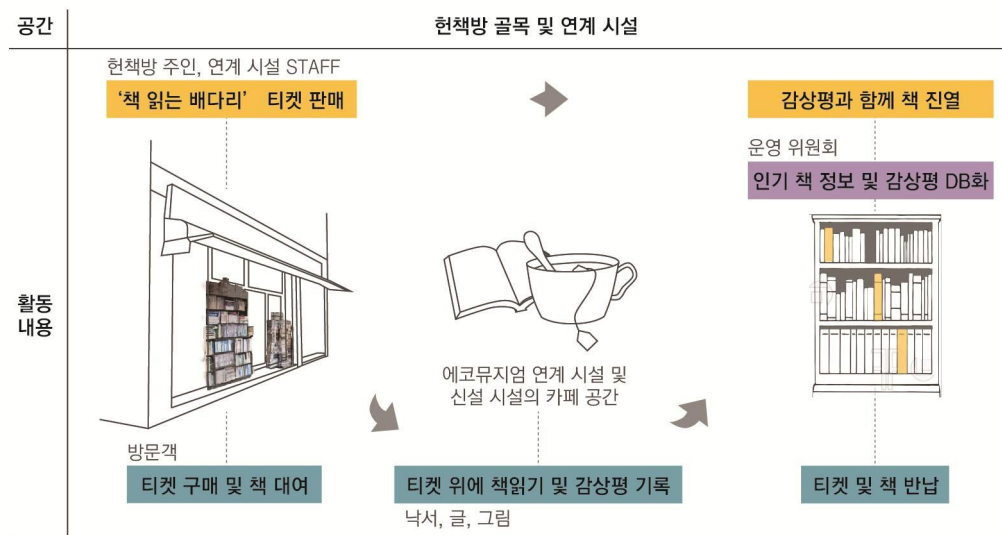 공간
헌책방 골목 및 연계 시설
헌책방 주인, 연계 시설 STAFF
‘책 읽는 배다리’ 티켓 판매
감상평과 함께 책 진열
운영 위원회
인기 책 정보 및 감상평 DB화
활동
내용
에코뮤지엄 연계 시설 및
신설 시설의 카페 공간
방문객
티켓 구매 및 책 대여
티켓 위에 책읽기 및 감상평 기록
티켓 및 책 반납
낙서, 글, 그림